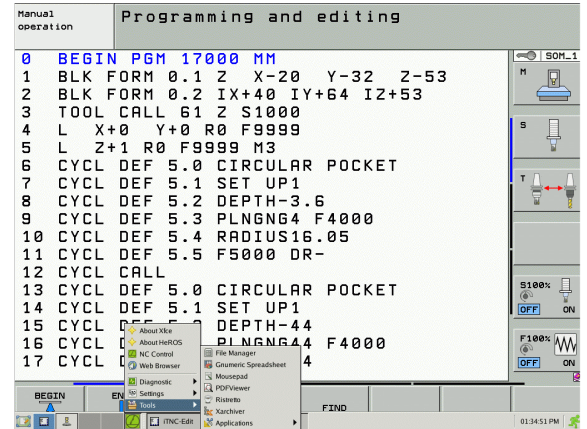 Manual operation
Programming and editing
0 BEGIN PGM 17000 MM
1 BLK FORM 0.1 Z X-20 Y-32 Z-53
2 BLK FORM 0.2 IX+40 IY+64 IZ+53
3 TOOL CALL 61 Z S1000
4 L X+0 Y+0 R0 F9999
5 L Z+1 R0 F9999 M3
6 CYCL DEF 5.0 CIRCULAR POCKET
7 CYCL DEF 5.1 SET UP1
8 CYCL DEF 5.2 DEPTH-3.6
9 CYCL DEF 5.3 PLNGNG4 F4000
10 CYCL DEF 5.4 RADIUS16.05
11 CYCL DEF 5.5 F5000 DR-
12 CYCL CALL
13 CYCL DEF 5.0 CIRCULAR POCKET
14 CYCL DEF 5.1 SET UP1
15 CYCL DEPTH-44
16 CYCL PLNGNG44 F4000
17 CYCL 4
SOM_1
M
S
T
S100%
OFF ON
F100%
OFF ON
About Xfce
About HeROS
NC Control
Web Browser
Diagnostic
Settings
Tools
File Manager
Gnumeric Spreadsheet
Mousepad
PDFViewer
Ristretto
Xarchiver
Applications
BEGIN
FIND
iTNC-Edit
01:34:51 PM